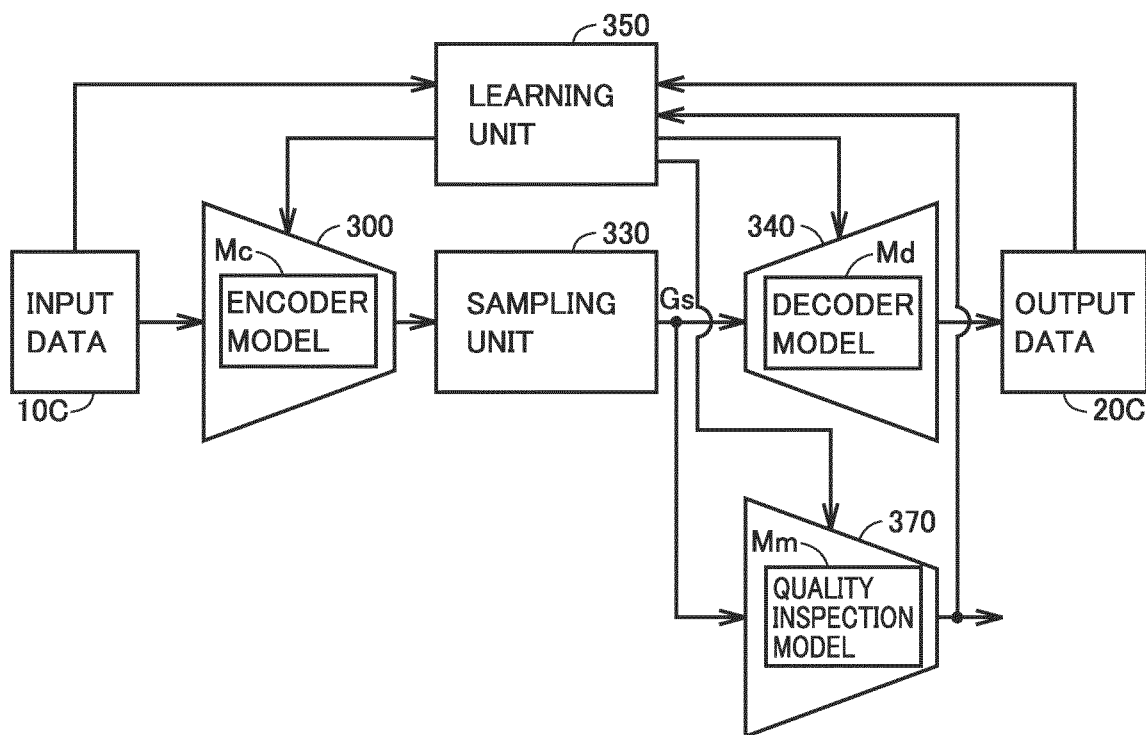 350
LEARNING
UNIT
300
330
340
Mc
Md
INPUT
DATA
ENCODER
MODEL
SAMPLING
UNIT
Gs
DECODER
MODEL
OUTPUT
DATA
10C
20C
370
Mm
QUALITY
INSPECTION
MODEL